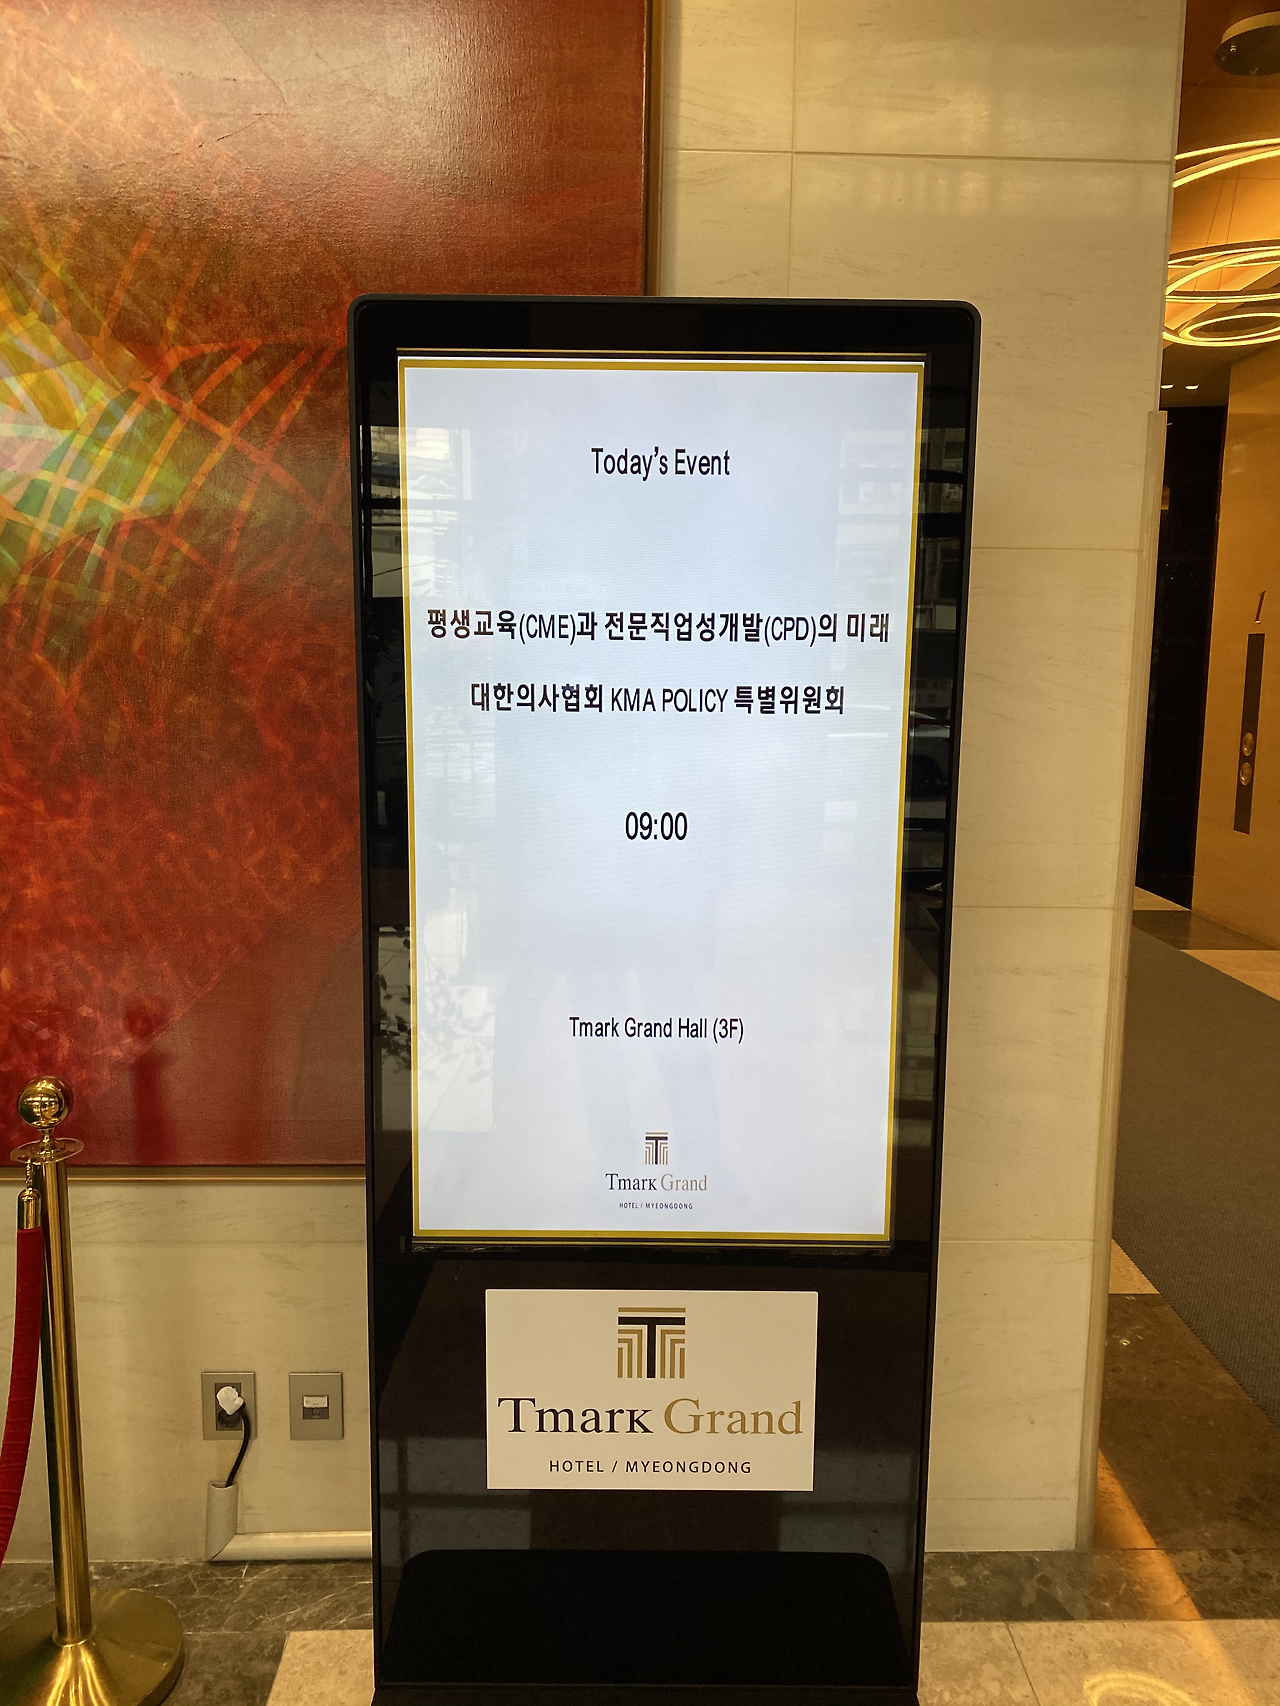 Today's Event
평생교육(CME)과 전문직업성개발(CPD)의 미래
대한의사협회 KMA POLICY 특별위원회
09:00
Tmark Grand Hall (3F)
T
Tmark Grand
HOTEL / MYEONGDONG
T
Tmark Grand
HOTEL / MYEONGDONG
1